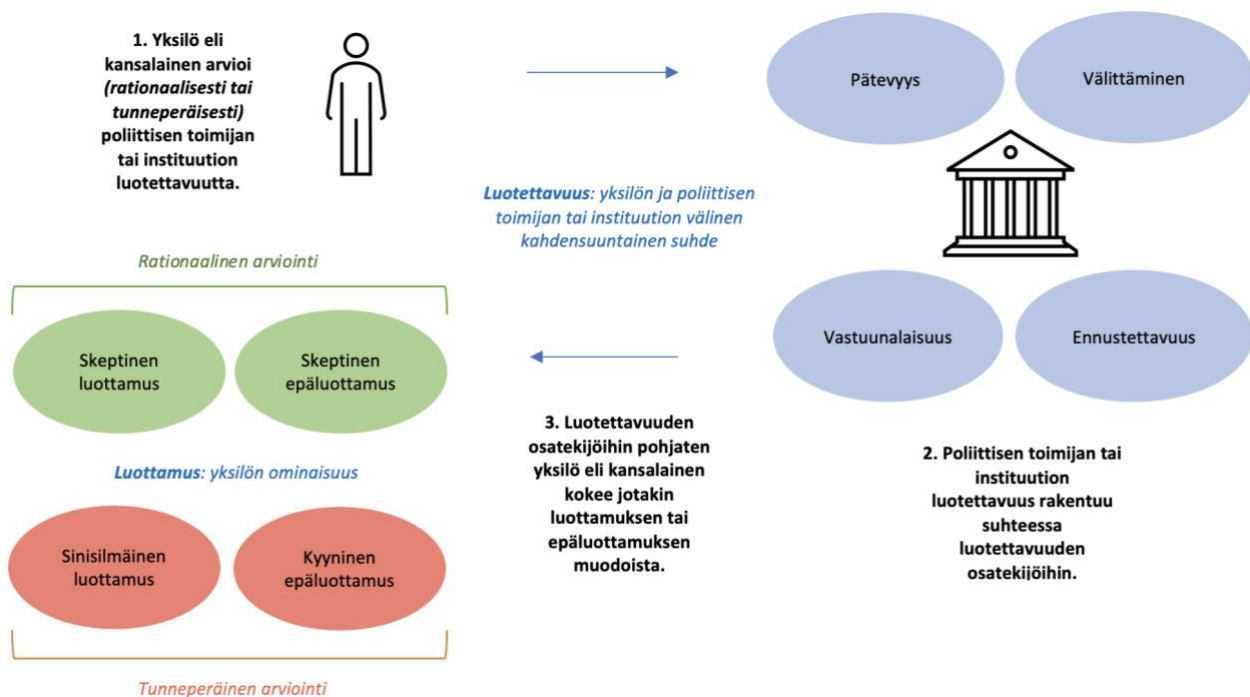 1. Yksilö eli
kansalainen arvioi
(rationaalisesti tai
tunneperäisesti)
poliittisen toimijan
tai instituution
luotettavuutta.
Pätevyys
Välittäminen
Luotettavuus: yksilön ja poliittisen
toimijan tai instituution välinen
kahdensuuntainen suhde
Vastuunalaisuus
Ennustettavuus
Rationaalinen arviointi
Skeptinen
luottamus
Skeptinen
epäluottamus
Luottamus: yksilön ominaisuus
Sinisilmäinen
luottamus
Kyyninen
epäluottamus
Tunneperäinen arviointi
3. Luotettavuuden
osatekijöihin pohjaten
yksilö eli kansalainen
kokee jotakin
luottamuksen tai
epäluottamuksen
muodoista.
2. Poliittisen toimijan tai
instituution
luotettavuus rakentuu
suhteessa
luotettavuuden
osatekijöihin.